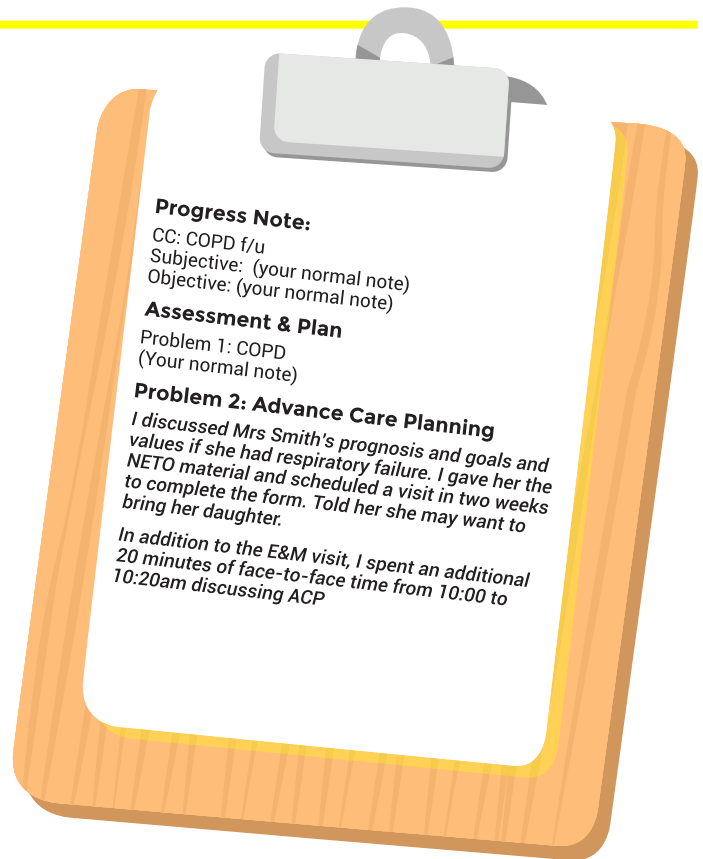 Progress Note:
CC: COPD f/u
Subjective:  (your normal note)
Objective: (your normal note)
Assessment & Plan
Problem 1: COPD
(Your normal note)
Problem 2: Advance Care Planning
I discussed Mrs Smith's prognosis and goals and
values if she had respiratory failure. I gave her the
NETO material and scheduled a visit in two weeks
to complete the form. Told her she may want to
bring her daughter.
In addition to the E&M visit, I spent an additional
20 minutes of face-to-face time from 10:00 to
10:20am discussing ACP